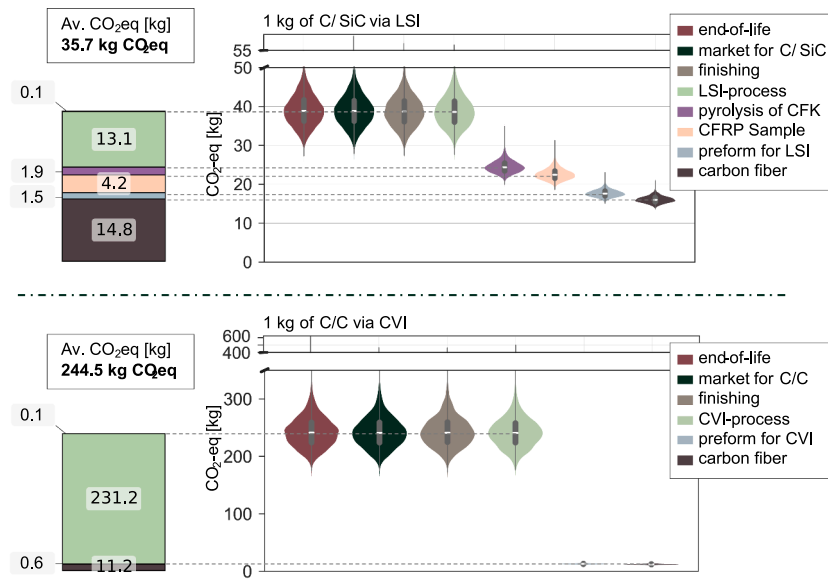 Av. CO2eq [kg]
35.7 kg CO2eq
0.1
13.1
1.9
4.2
1.5
14.8
1 kg of C/ SiC via LSI
55
50
40
30
20
10
0
CO2-eq [kg]
end-of-life
market for C/ SiC
finishing
LSI-process
pyrolysis of CFK
CFRP Sample
preform for LSI
carbon fiber
Av. CO2eq [kg]
244.5 kg CO2eq
0.1
231.2
0.6
11.2
1 kg of C/C via CVI
600
400
300
200
100
0
CO2-eq [kg]
end-of-life
market for C/C
finishing
CVI-process
preform for CVI
carbon fiber